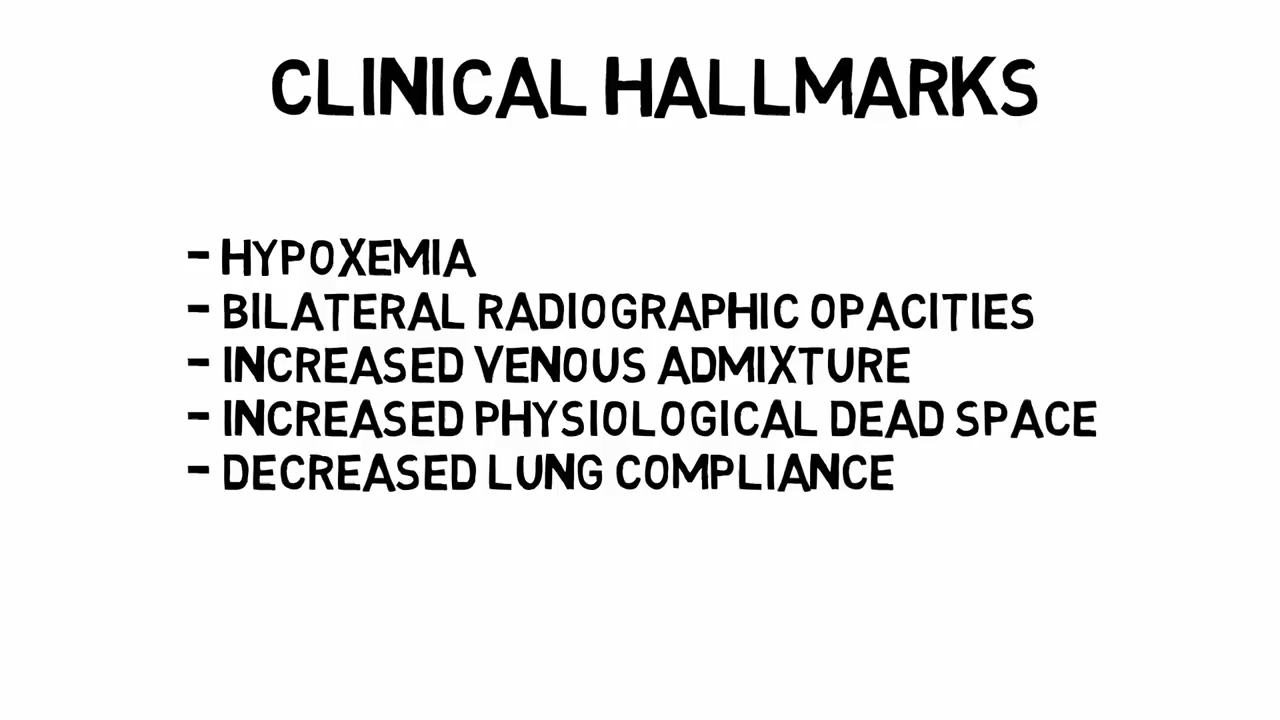 CLINICAL HALLMARKS
- HYPOXEMIA
- BILATERAL RADIOGRAPHIC OPACITIES
- INCREASED VENOUS ADMIXTURE
- INCREASED PHYSIOLOGICAL DEAD SPACE
- DECREASED LUNG COMPLIANCE